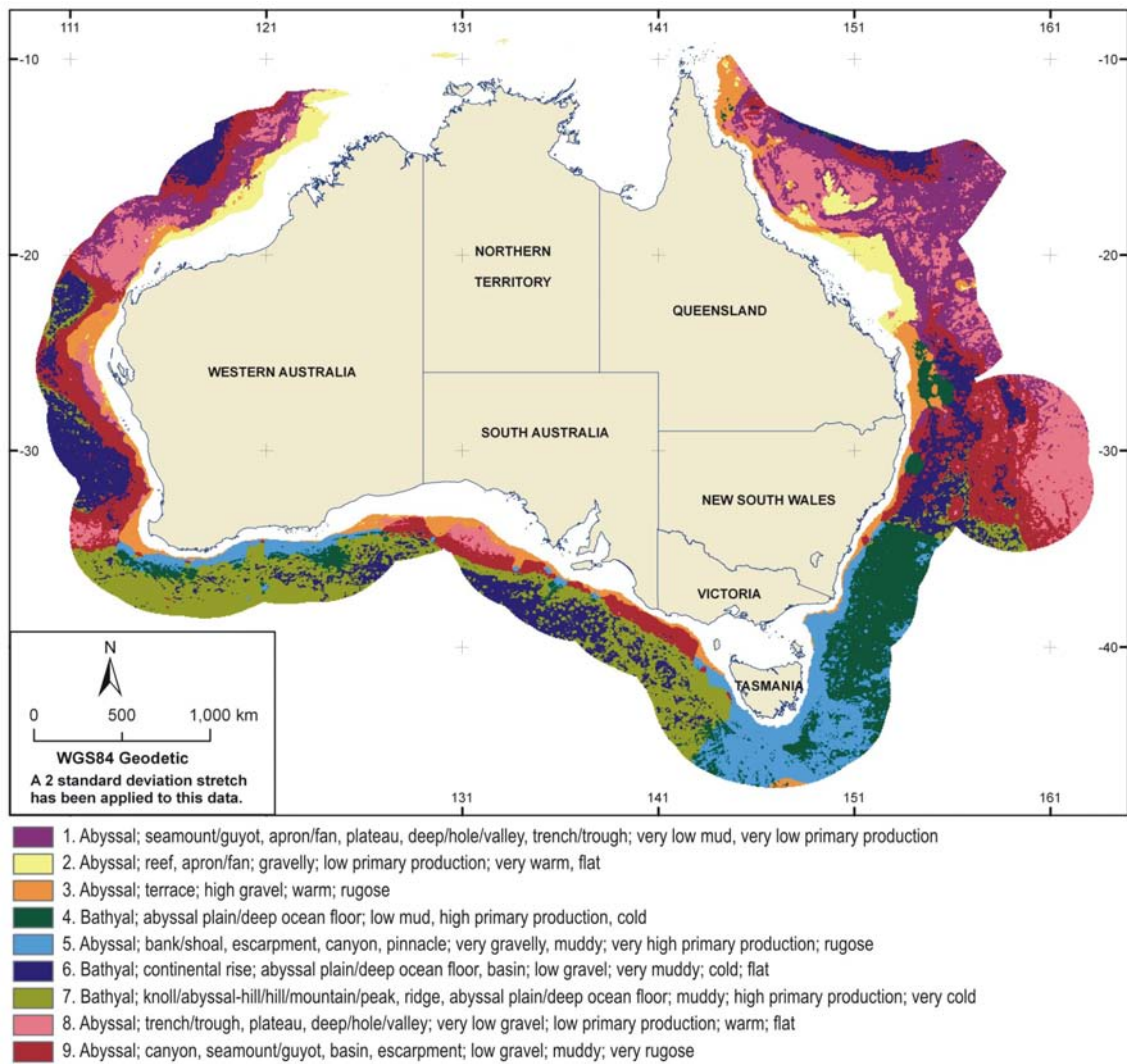 111 121 131 141 151 161
-10 -10
NORTHERN
TERRITORY
-20 -20
QUEENSLAND
WESTERN AUSTRALIA
SOUTH AUSTRALIA
-30 -30
NEW SOUTH WALES
VICTORIA
N
-40
TASMANIA
0 500 1,000 km
WGS84 Geodetic
A 2 standard deviation stretch
has been applied to this data.
131 141 151 161
1. Abyssal; seamount/guyot, apron/fan, plateau, deep/hole/valley, trench/trough; very low mud, very low primary production
2. Abyssal; reef, apron/fan; gravelly; low primary production; very warm, flat
3. Abyssal; terrace; high gravel; warm; rugose
4. Bathyal; abyssal plain/deep ocean floor; low mud, high primary production, cold
5. Abyssal; bank/shoal, escarpment, canyon, pinnacle; very gravelly, muddy; very high primary production; rugose
6. Bathyal; continental rise; abyssal plain/deep ocean floor, basin; low gravel; very muddy; cold; flat
7. Bathyal; knoll/abyssal-hill/hill/mountain/peak, ridge, abyssal plain/deep ocean floor; muddy; high primary production; very cold
8. Abyssal; trench/trough, plateau, deep/hole/valley; very low gravel; low primary production; warm; flat
9. Abyssal; canyon, seamount/guyot, basin, escarpment; low gravel; muddy; very rugose